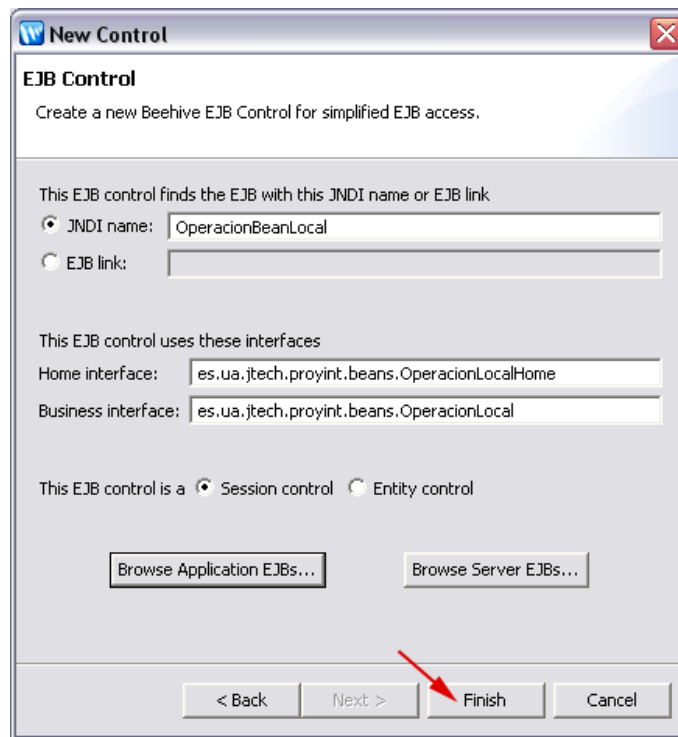 New Control
EJB Control
Create a new Beehive EJB Control for simplified EJB access.
This EJB control finds the EJB with this JNDI name or EJB link
JNDI name: OperacionBeanLocal
EJB link:
This EJB control uses these interfaces
Home interface: es.ua.jtech.proyint.beans.OperacionLocalHome
Business interface: es.ua.jtech.proyint.beans.OperacionLocal
This EJB control is a Session control Entity control
Browse Application EJBs... Browse Server EJBs...
< Back Next > Finish Cancel